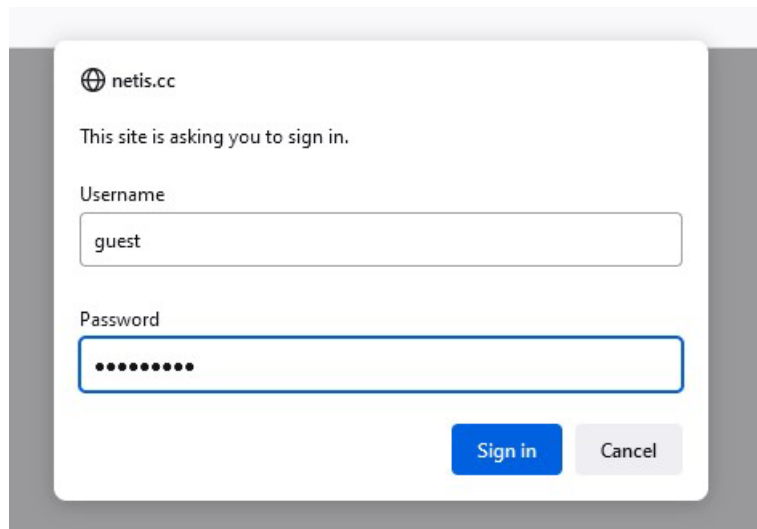 netis.cc
This site is asking you to sign in.
Username
guest
Password
•••••••••
Sign in Cancel